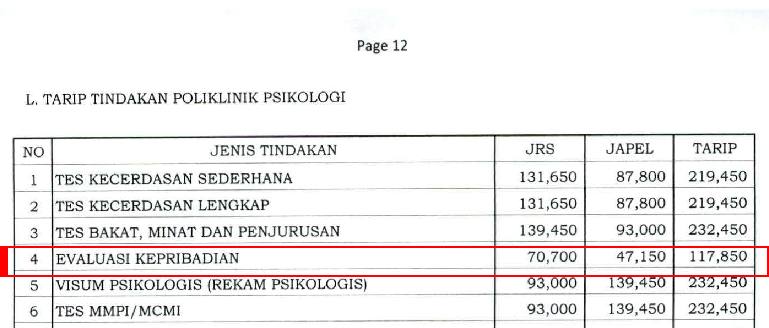 Page 12
L. TARIP TINDAKAN POLIKLINIK PSIKOLOGI
NO JENIS TINDAKAN JRS JAPEL TARIP
1 TES KECERDASAN SEDERHANA 131,650 87,800 219,450
2 TES KECERDASAN LENGKAP 131,650 87,800 219,450
3 TES BAKAT, MINAT DAN PENJURUSAN 139,450 93,000 232,450
4 EVALUASI KEPRIBADIAN 70,700 47,150 117,850
5 VISUM PSIKOLOGIS (REKAM PSIKOLOGIS) 93,000 139,450 232,450
6 TES MMPI/MCMI 93,000 139,450 232,450